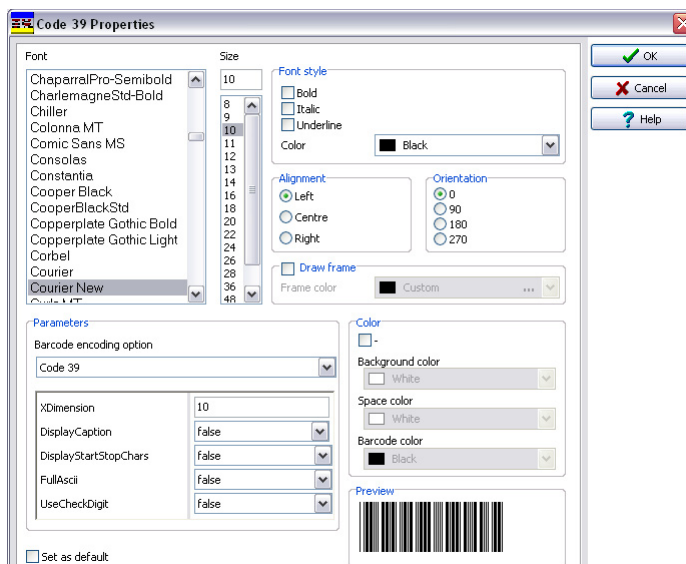 Code 39 Properties
Font
Size
ChaparralPro-Semibold
CharlemagneStd-Bold
Chiller
Colonna MT
Comic Sans MS
Consolas
Constantia
Cooper Black
CooperBlackStd
Copperplate Gothic Bold
Copperplate Gothic Light
Corbel
Courier
Courier New
Curlz MT
10
8
9
10
11
12
13
14
16
18
20
22
24
26
28
36
48
Font style
Bold
Italic
Underline
Color
Black
Alignment
Left
Centre
Right
Orientation
0
90
180
270
Draw frame
Frame color
Custom
...
OK
Cancel
? Help
Parameters
Barcode encoding option
Code 39
XDimension
10
DisplayCaption
false
DisplayStartStopChars
false
FullAscii
false
UseCheckDigit
false
Set as default
Color
-
Background color
White
Space color
White
Barcode color
Black
Preview